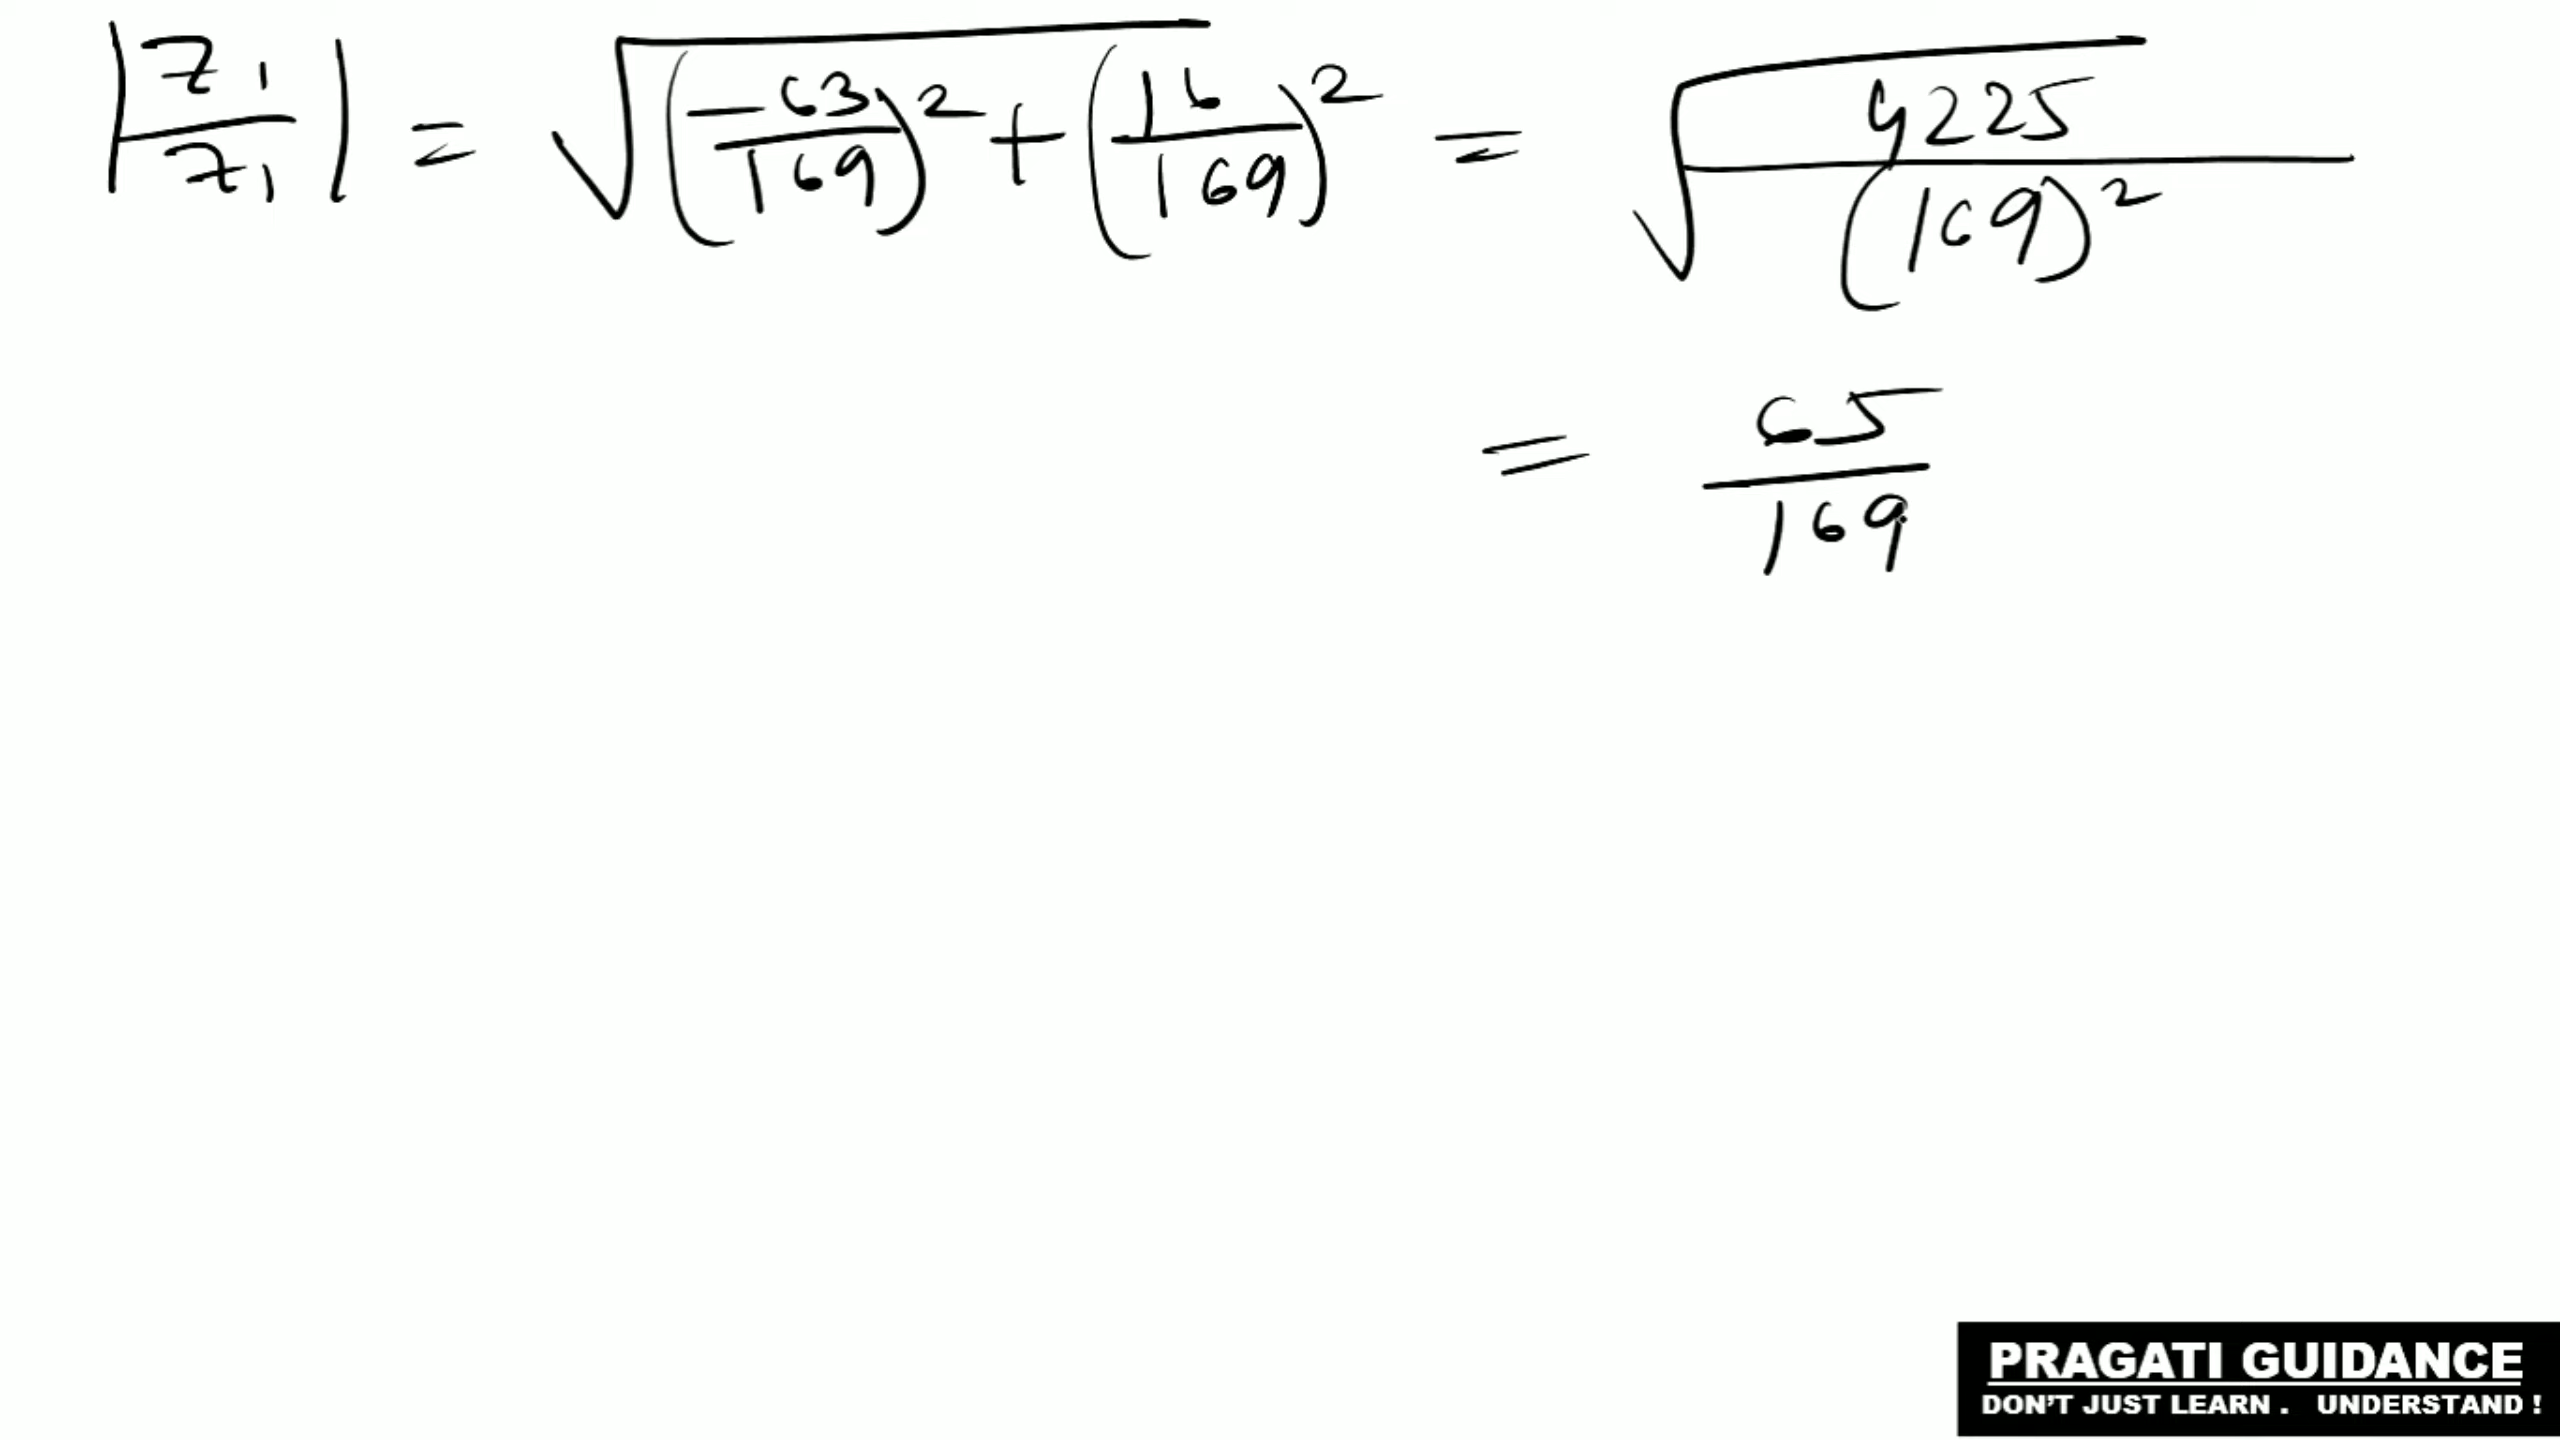 |z₁/z₁| = √((-63/169)² + (16/169)²) = √(4225/(169)²)
= 65/169
PRAGATI GUIDANCE
DON'T JUST LEARN . UNDERSTAND !